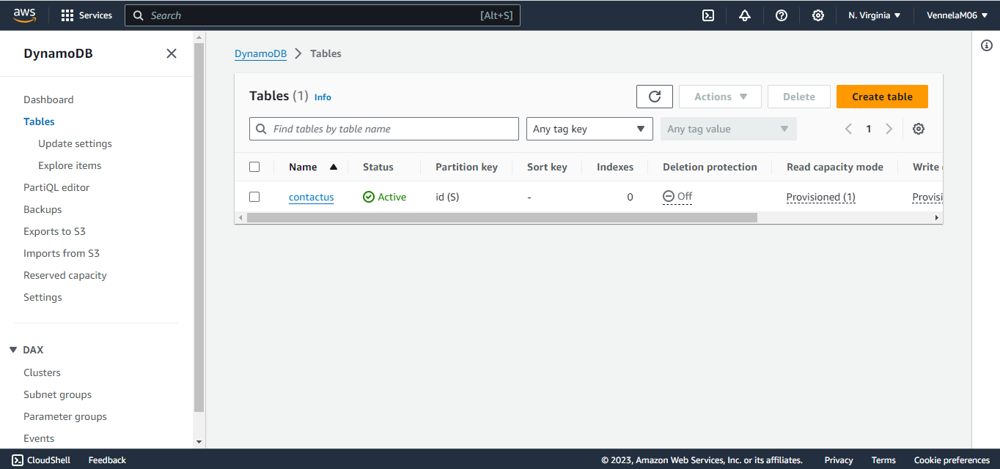 aws Services Search [Alt+S] N. Virginia VennelaM06
DynamoDB
Dashboard
Tables
Update settings
Explore items
PartiQL editor
Backups
Exports to S3
Imports from S3
Reserved capacity
Settings
DAX
Clusters
Subnet groups
Parameter groups
Events
DynamoDB Tables
Tables (1) Info Actions Delete Create table
Find tables by table name Any tag key Any tag value 1
Name Status Partition key Sort key Indexes Deletion protection Read capacity mode Write
contactus Active id (S) - 0 Off Provisioned (1) Provisi
CloudShell Feedback © 2023, Amazon Web Services, Inc. or its affiliates. Privacy Terms Cookie preferences